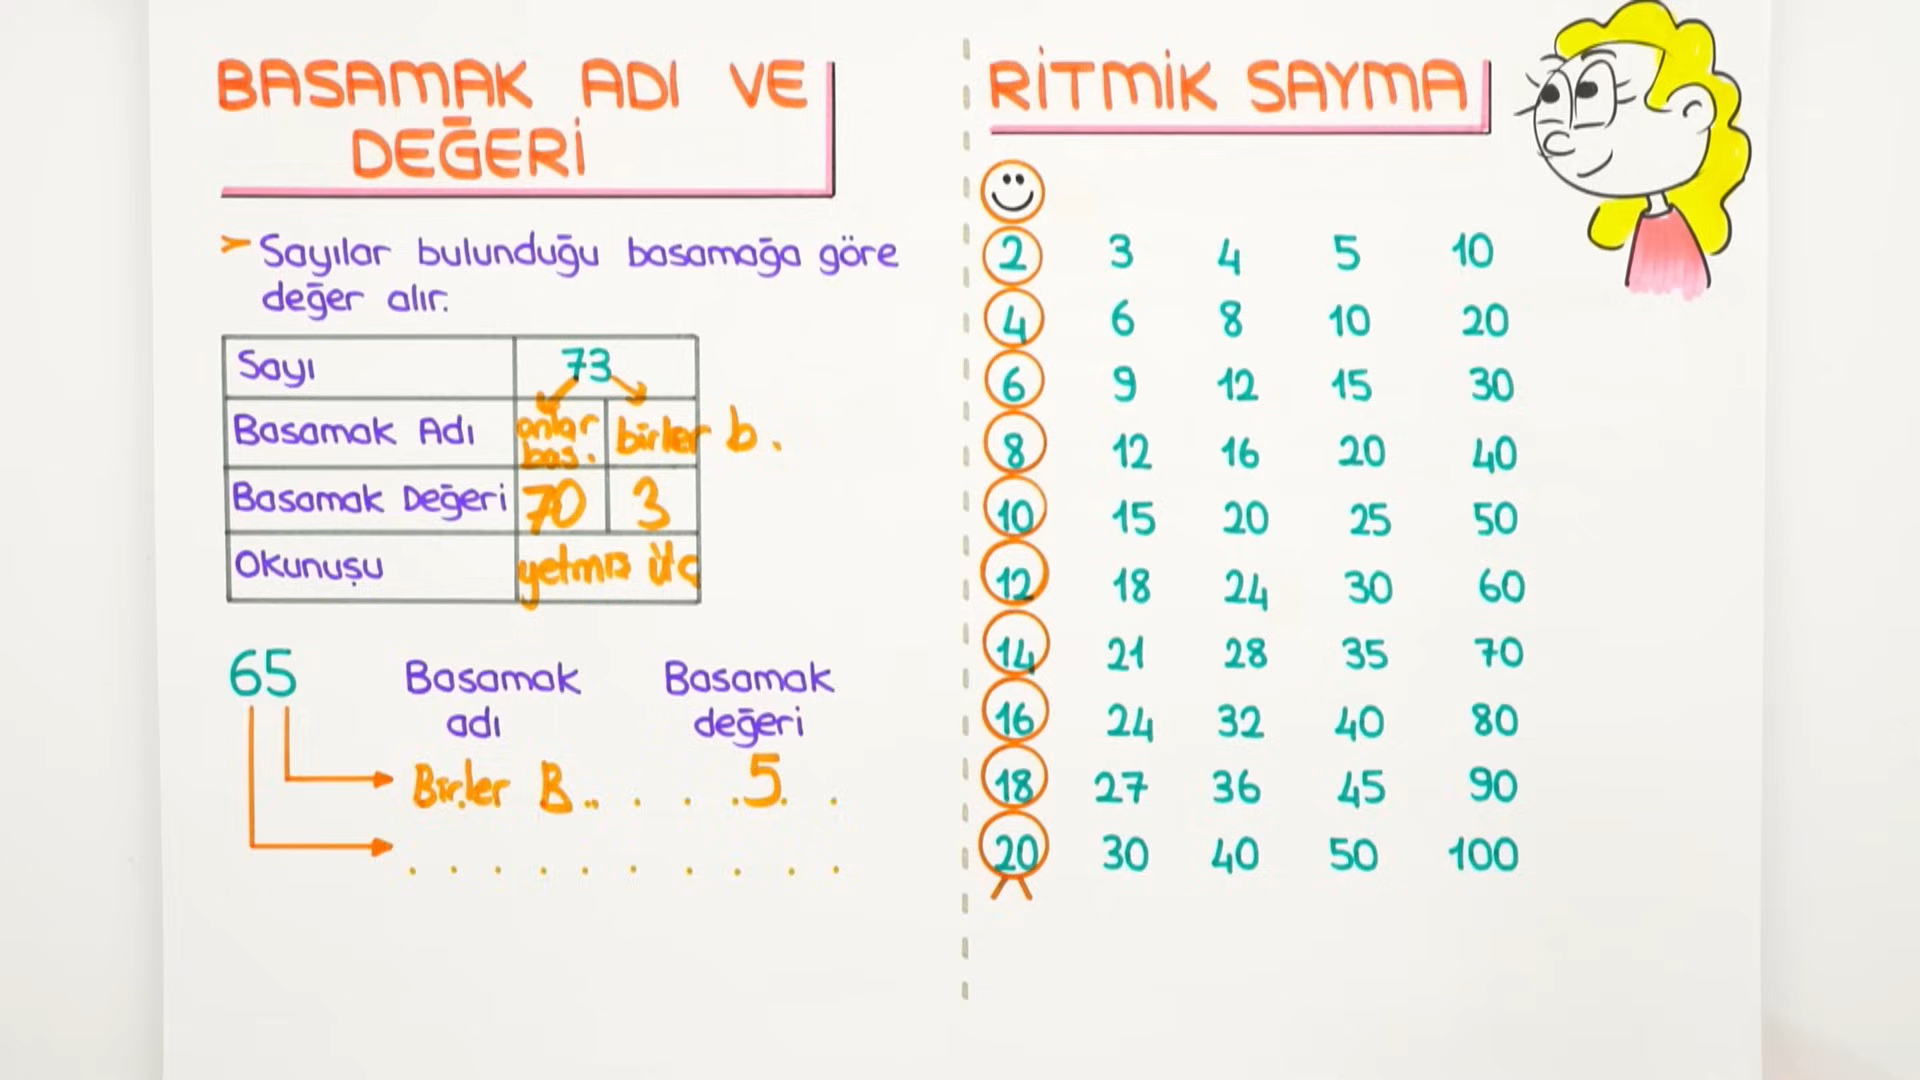 BASAMAK ADI VE
DEĞERİ
➤ Sayılar bulunduğu basamağa göre
değer alır.
Sayı 73
Basamak Adı onlar bas. birler b.
Basamak Değeri 70 3
Okunuşu yetmiş üç
65 Basamak adı Basamak değeri
Birler B. 5
RİTMİK SAYMA
2 3 4 5 10
4 6 8 10 20
6 9 12 15 30
8 12 16 20 40
10 15 20 25 50
12 18 24 30 60
14 21 28 35 70
16 24 32 40 80
18 27 36 45 90
20 30 40 50 100